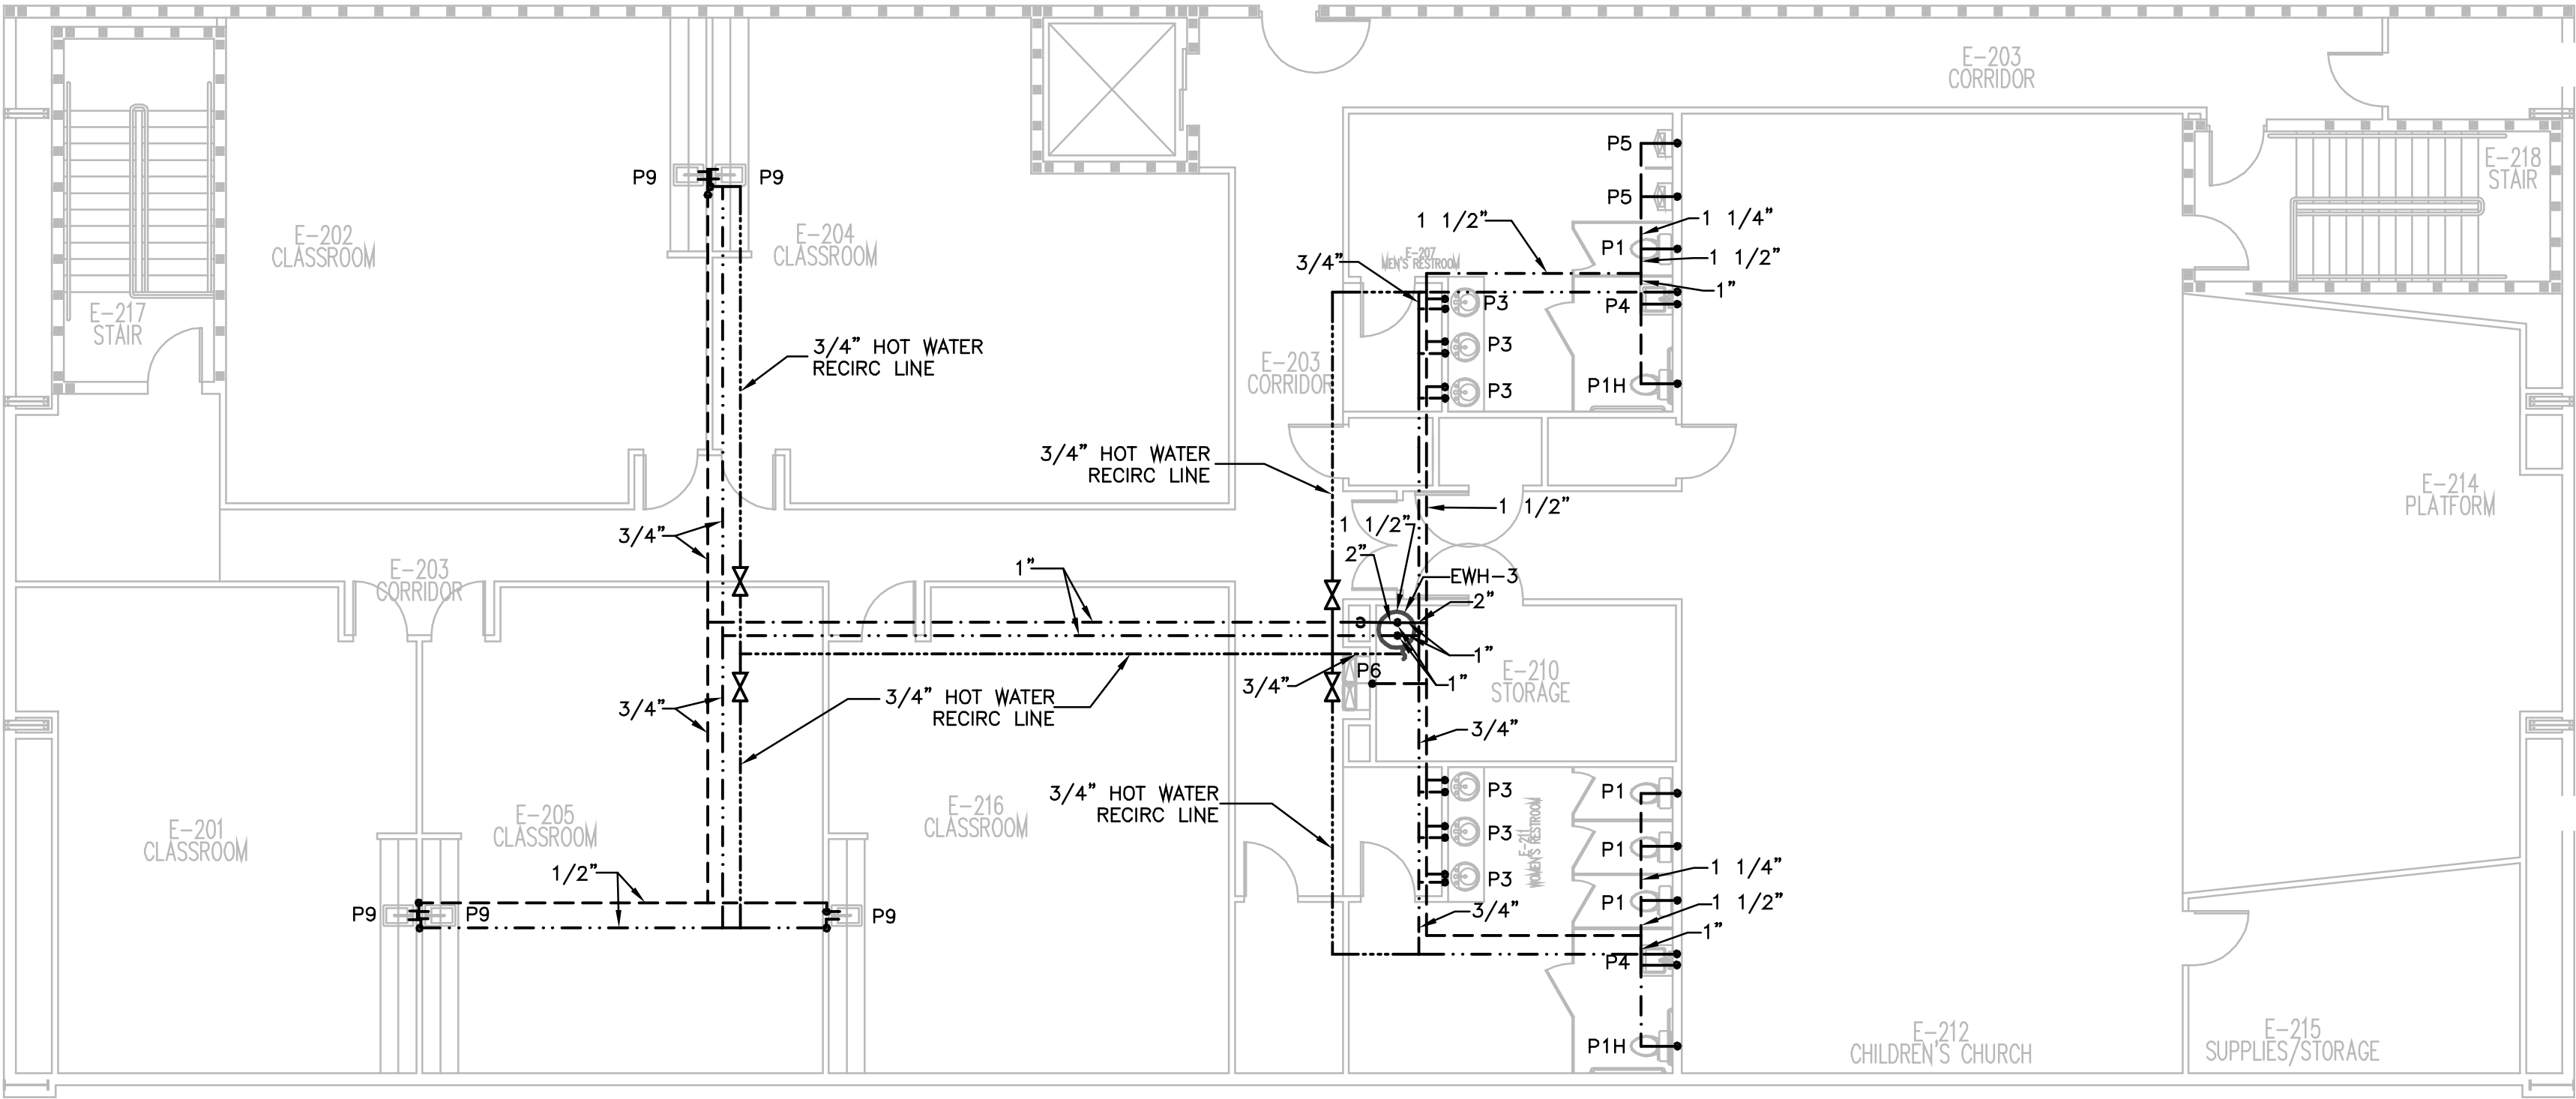 E-203
CORRIDOR
P5
E-218
STAIR
P9
P9
P5
1 1/2"
1 1/4"
E-202
CLASSROOM
E-204
CLASSROOM
E-207
MEN'S RESTROOM
P1
1 1/2"
3/4"
1"
E-217
STAIR
P3
P4
3/4" HOT WATER
RECIRC LINE
P3
E-203
CORRIDOR
P3
P1H
3/4" HOT WATER
RECIRC LINE
E-214
PLATFORM
1 1/2"
1 1/2"
3/4"
2"
E-203
CORRIDOR
1"
EWH-3
2"
1"
P6
E-210
STORAGE
3/4"
1"
3/4" HOT WATER
RECIRC LINE
3/4"
3/4"
3/4" HOT WATER
RECIRC LINE
P3
P1
E-201
CLASSROOM
E-205
CLASSROOM
E-216
CLASSROOM
P3
E-211
WOMEN'S RESTROOM
P1
1 1/4"
1/2"
P3
P1
1 1/2"
P9
P9
P9
3/4"
1"
P4
P1H
E-212
CHILDREN'S CHURCH
E-215
SUPPLIES/STORAGE